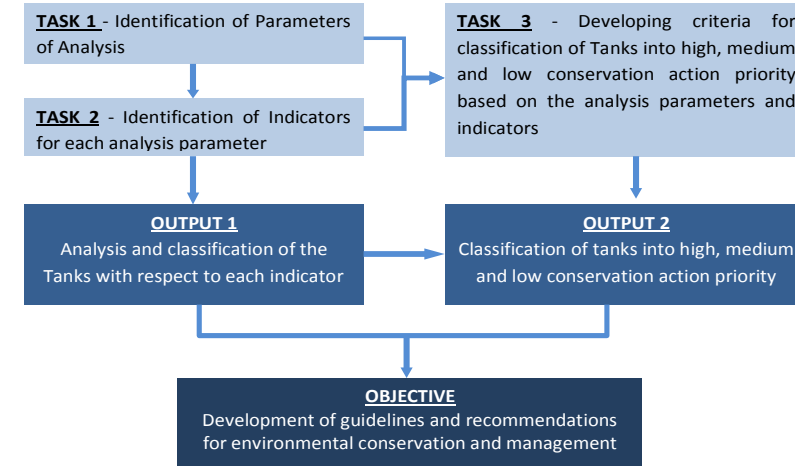 TASK 1 - Identification of Parameters
of Analysis
TASK 2 - Identification of Indicators
for each analysis parameter
TASK 3 - Developing criteria for
classification of Tanks into high, medium
and low conservation action priority
based on the analysis parameters and
indicators
OUTPUT 1
Analysis and classification of the
Tanks with respect to each indicator
OUTPUT 2
Classification of tanks into high, medium
and low conservation action priority
OBJECTIVE
Development of guidelines and recommendations
for environmental conservation and management